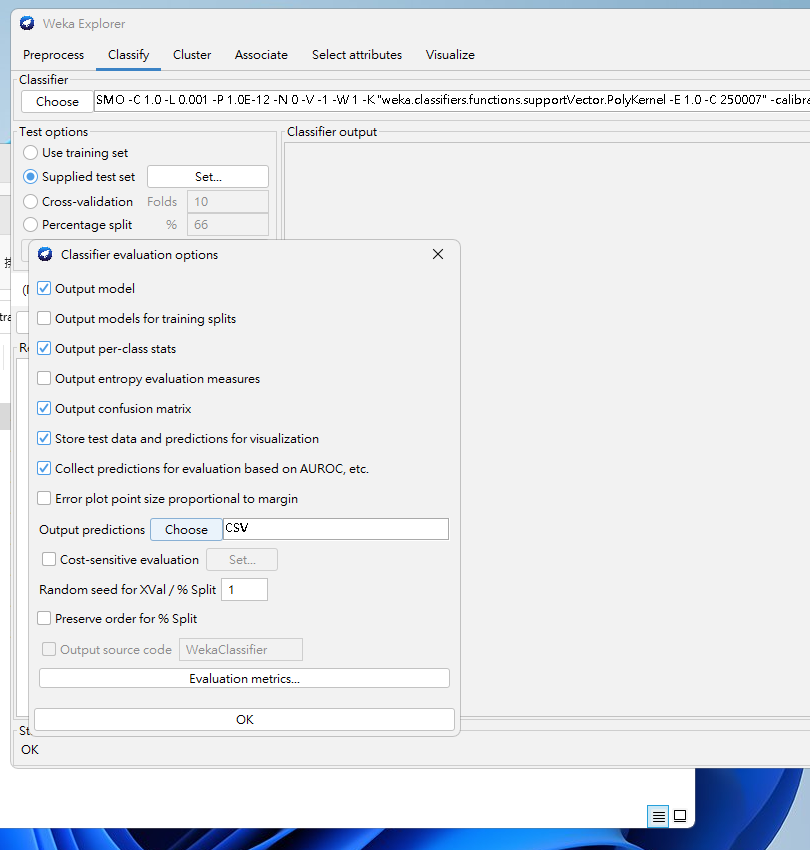 Weka Explorer
Preprocess Classify Cluster Associate Select attributes Visualize
Classifier
Choose SMO -C 1.0 -L 0.001 -P 1.0E-12 -N 0 -V -1 -W 1 -K "weka.classifiers.functions.supportVector.PolyKernel -E 1.0 -C 250007" -calibra
Test options
Classifier output
Use training set
Supplied test set Set...
Cross-validation Folds 10
Percentage split % 66
Classifier evaluation options
Output model
Output models for training splits
Output per-class stats
Output entropy evaluation measures
Output confusion matrix
Store test data and predictions for visualization
Collect predictions for evaluation based on AUROC, etc.
Error plot point size proportional to margin
Output predictions Choose CSV
Cost-sensitive evaluation Set...
Random seed for XVal / % Split 1
Preserve order for % Split
Output source code WekaClassifier
Evaluation metrics...
OK
OK